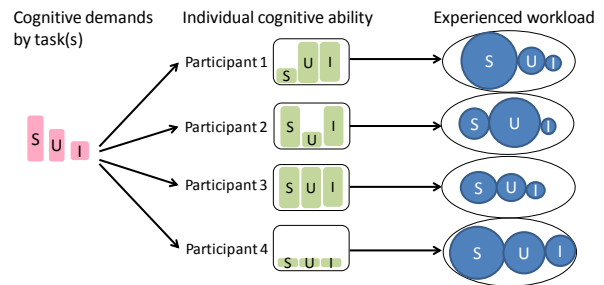 Cognitive demands by task(s)
Individual cognitive ability
Experienced workload
S U I
Participant 1
S U I
S U I
Participant 2
S U I
S U I
Participant 3
S U I
S U I
Participant 4
S U I
S U I